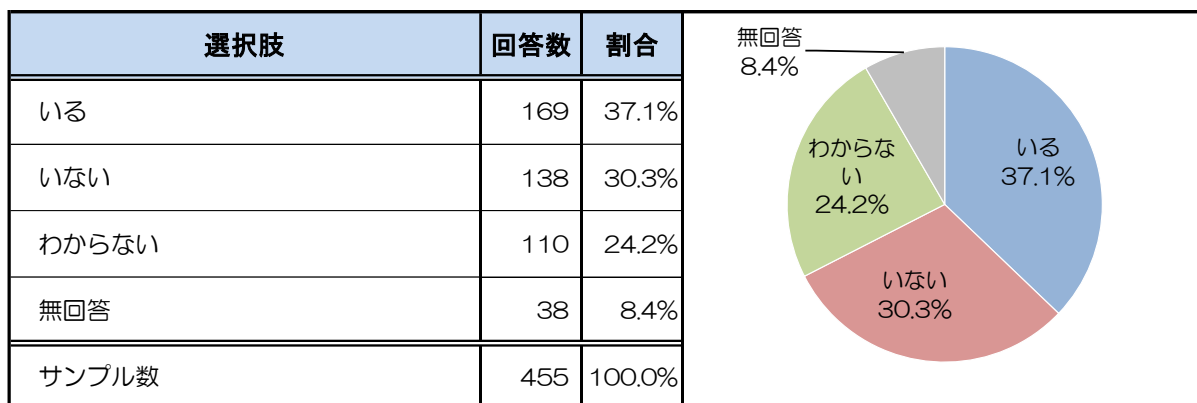 選択肢 回答数 割合
いる 169 37.1%
いない 138 30.3%
わからない 110 24.2%
無回答 38 8.4%
サンプル数 455 100.0%
無回答
8.4%
いる
37.1%
わからな
い
24.2%
いない
30.3%